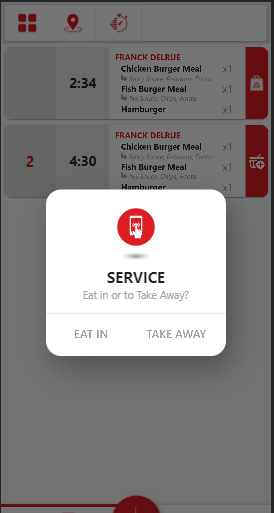 2:34
FRANCK DELRUE
Chicken Burger Meal x1
Spicy Sauce, Potatoes, Fanta
Fish Burger Meal x1
No Sauce, Chips, Fanta
Hamburger x1
2 4:30
FRANCK DELRUE
Chicken Burger Meal x1
Spicy Sauce, Potatoes, Fanta
Fish Burger Meal x1
No Sauce, Chips, Fanta
Hamburger x1
SERVICE
Eat in or to Take Away?
EAT IN TAKE AWAY